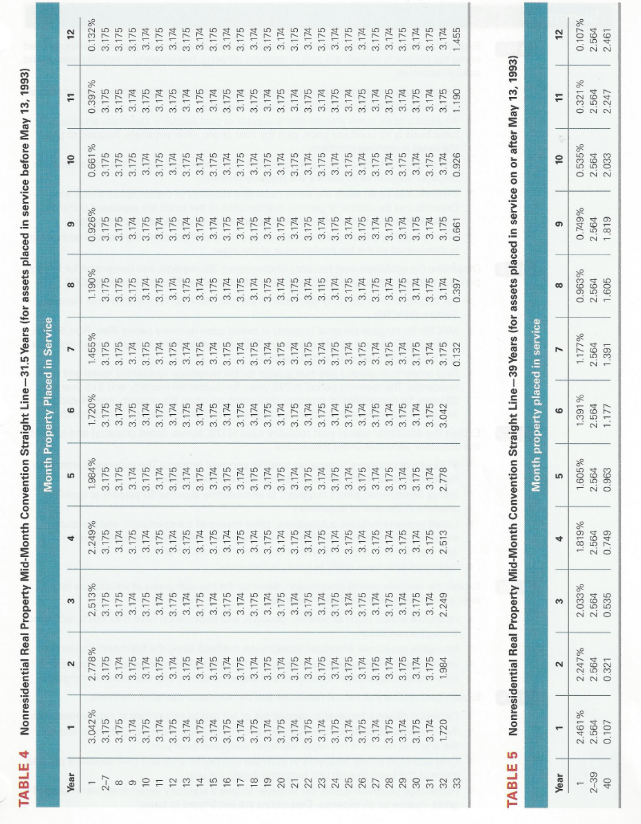 TABLE 4 Nonresidential Real Property Mid-Month Convention Straight Line—31.5 Years (for assets placed in service before May 13, 1993)
Month Property Placed in Service
Year 1 2 3 4 5 6 7 8 9 10 11 12
1 3.042% 2.778% 2.513% 2.249% 1.984% 1.720% 1.455% 1.190% 0.926% 0.661% 0.397% 0.132%
2–7 3.175 3.175 3.175 3.175 3.175 3.175 3.175 3.175 3.175 3.175 3.175 3.175
8 3.175 3.174 3.175 3.174 3.175 3.174 3.175 3.175 3.175 3.175 3.175 3.175
9 3.174 3.175 3.174 3.175 3.174 3.175 3.174 3.175 3.174 3.175 3.174 3.175
10 3.175 3.174 3.175 3.174 3.175 3.174 3.175 3.174 3.175 3.174 3.175 3.174
11 3.174 3.175 3.174 3.175 3.174 3.175 3.174 3.175 3.174 3.175 3.174 3.175
12 3.175 3.174 3.175 3.174 3.175 3.174 3.175 3.174 3.175 3.174 3.175 3.174
13 3.174 3.175 3.174 3.175 3.174 3.175 3.174 3.175 3.174 3.175 3.174 3.175
14 3.175 3.174 3.175 3.174 3.175 3.174 3.175 3.174 3.175 3.174 3.175 3.174
15 3.174 3.175 3.174 3.175 3.174 3.175 3.174 3.175 3.174 3.175 3.174 3.175
16 3.175 3.174 3.175 3.174 3.175 3.174 3.175 3.174 3.175 3.174 3.175 3.174
17 3.174 3.175 3.174 3.175 3.174 3.175 3.174 3.175 3.174 3.175 3.174 3.175
18 3.175 3.174 3.175 3.174 3.175 3.174 3.175 3.174 3.175 3.174 3.175 3.174
19 3.174 3.175 3.174 3.175 3.174 3.175 3.174 3.175 3.174 3.175 3.174 3.175
20 3.175 3.174 3.175 3.174 3.175 3.174 3.175 3.174 3.175 3.174 3.175 3.174
21 3.174 3.175 3.174 3.175 3.174 3.175 3.174 3.175 3.174 3.175 3.174 3.175
22 3.175 3.174 3.175 3.174 3.175 3.174 3.175 3.174 3.175 3.174 3.175 3.174
23 3.174 3.175 3.174 3.175 3.174 3.175 3.174 3.115 3.174 3.175 3.174 3.175
24 3.175 3.174 3.175 3.174 3.175 3.174 3.175 3.174 3.175 3.174 3.175 3.174
25 3.174 3.175 3.174 3.175 3.174 3.175 3.174 3.175 3.174 3.175 3.174 3.175
26 3.175 3.174 3.175 3.174 3.175 3.174 3.175 3.174 3.175 3.174 3.175 3.174
27 3.174 3.175 3.174 3.175 3.174 3.175 3.174 3.175 3.174 3.175 3.174 3.175
28 3.175 3.174 3.175 3.174 3.175 3.174 3.175 3.174 3.175 3.174 3.175 3.174
29 3.174 3.175 3.174 3.175 3.174 3.175 3.174 3.175 3.174 3.175 3.174 3.175
30 3.175 3.174 3.175 3.174 3.175 3.174 3.175 3.174 3.175 3.174 3.175 3.174
31 3.174 3.175 3.174 3.175 3.174 3.175 3.174 3.175 3.174 3.175 3.174 3.175
32 1.720 1.984 2.249 2.513 2.778 3.042 3.175 3.174 3.175 3.174 3.175 3.174
33 0.132 0.397 0.661 0.926 1.190 1.455
TABLE 5 Nonresidential Real Property Mid-Month Convention Straight Line—39 Years (for assets placed in service on or after May 13, 1993)
Month property placed in service
Year 1 2 3 4 5 6 7 8 9 10 11 12
1 2.461% 2.247% 2.033% 1.819% 1.605% 1.391% 1.177% 0.963% 0.749% 0.535% 0.321% 0.107%
2–39 2.564 2.564 2.564 2.564 2.564 2.564 2.564 2.564 2.564 2.564 2.564 2.564
40 0.107 0.321 0.535 0.749 0.963 1.177 1.391 1.605 1.819 2.033 2.247 2.461